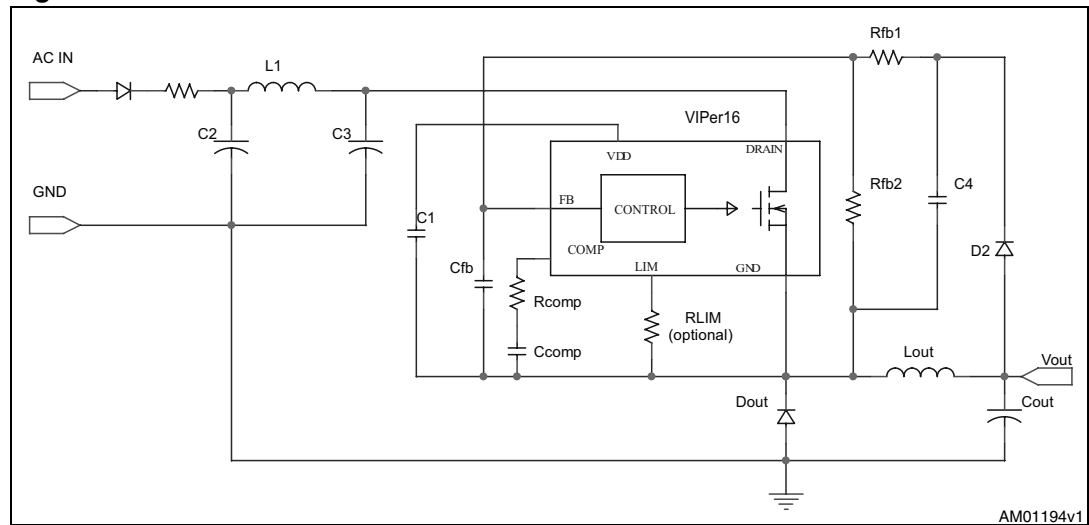 AC IN
L1
C2
C3
GND
VIPer16
VDD
DRAIN
FB
CONTROL
COMP
LIM
GND
C1
Cfb
Rcomp
Ccomp
RLIM
(optional)
Rfb1
Rfb2
C4
D2
Lout
Vout
Dout
Cout
AM01194v1